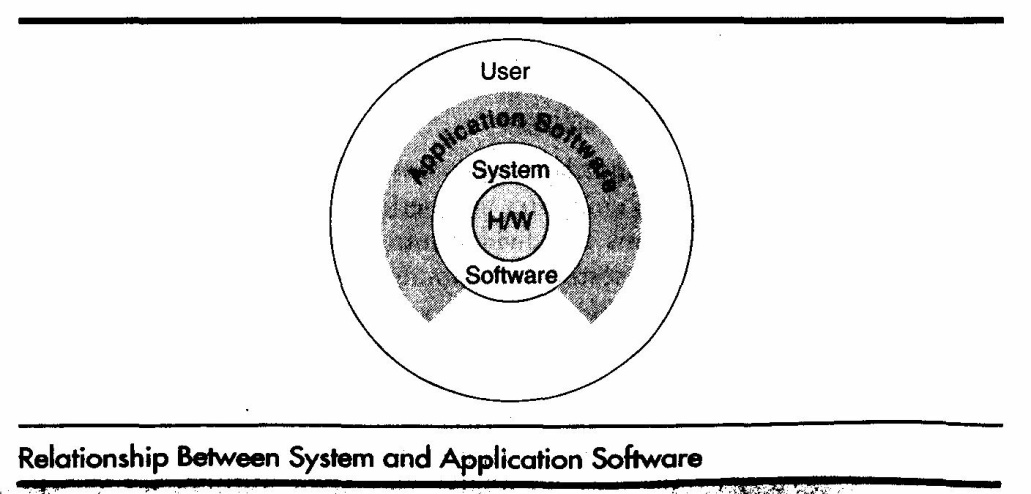 User
Application Software
System
H/W
Software
Relationship Between System and Application Software